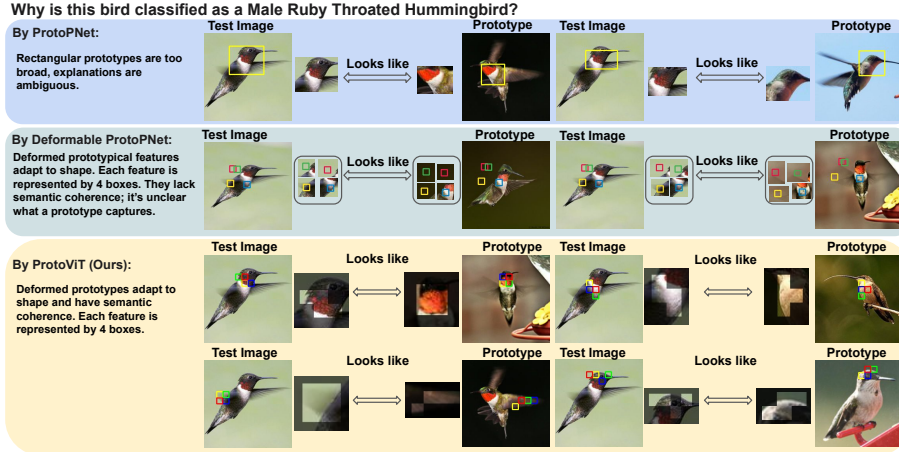 Why is this bird classified as a Male Ruby Throated Hummingbird?
By ProtoPNet:
Rectangular prototypes are too
broad, explanations are
ambiguous.
Test Image
Looks like
Prototype
Test Image
Looks like
Prototype
By Deformable ProtoPNet:
Deformed prototypical features
adapt to shape. Each feature is
represented by 4 boxes. They lack
semantic coherence; it's unclear
what a prototype captures.
Test Image
Looks like
Prototype
Test Image
Looks like
Prototype
By ProtoViT (Ours):
Deformed prototypes adapt to
shape and have semantic
coherence. Each feature is
represented by 4 boxes.
Test Image
Looks like
Prototype
Test Image
Looks like
Prototype
Test Image
Looks like
Prototype
Test Image
Looks like
Prototype